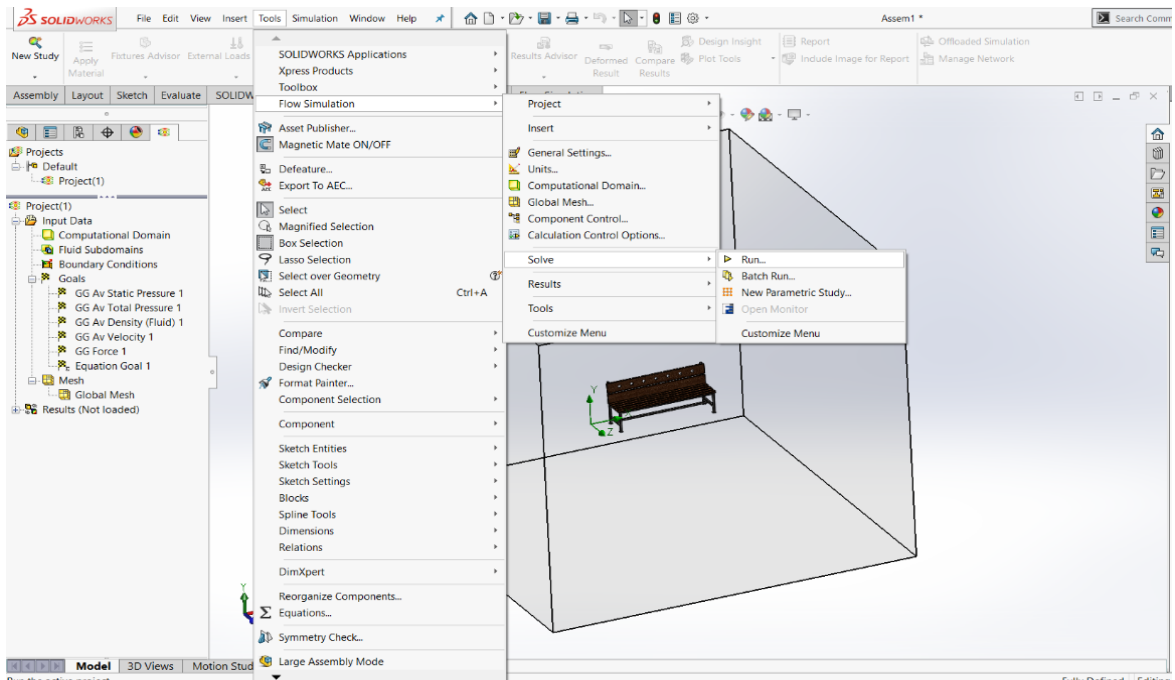 SOLIDWORKS File Edit View Insert Tools Simulation Window Help Assem1 * Search Comm
New Study
Apply Material
Fixtures Advisor
External Loads
Results Advisor
Deformed Result
Compare Results
Design Insight
Plot Tools
Report
Include Image for Report
Offloaded Simulation
Manage Network
Assembly Layout Sketch Evaluate SOLIDW
Projects
Default
Project(1)
Project(1)
Input Data
Computational Domain
Fluid Subdomains
Boundary Conditions
Goals
GG Av Static Pressure 1
GG Av Total Pressure 1
GG Av Density (Fluid) 1
GG Av Velocity 1
GG Force 1
Equation Goal 1
Mesh
Global Mesh
Results (Not loaded)
SOLIDWORKS Applications
Xpress Products
Toolbox
Flow Simulation
Asset Publisher...
Magnetic Mate ON/OFF
Defeature...
Export To AEC...
Select
Magnified Selection
Box Selection
Lasso Selection
Select over Geometry
Select All Ctrl+A
Invert Selection
Compare
Find/Modify
Design Checker
Format Painter...
Component Selection
Component
Sketch Entities
Sketch Tools
Sketch Settings
Blocks
Spline Tools
Dimensions
Relations
DimXpert
Reorganize Components...
Equations...
Symmetry Check...
Large Assembly Mode
Project
Insert
General Settings...
Units...
Computational Domain...
Global Mesh...
Component Control...
Calculation Control Options...
Solve
Results
Tools
Customize Menu
Run...
Batch Run...
New Parametric Study...
Open Monitor
Customize Menu
Y
Z
Y
Model 3D Views Motion Stud